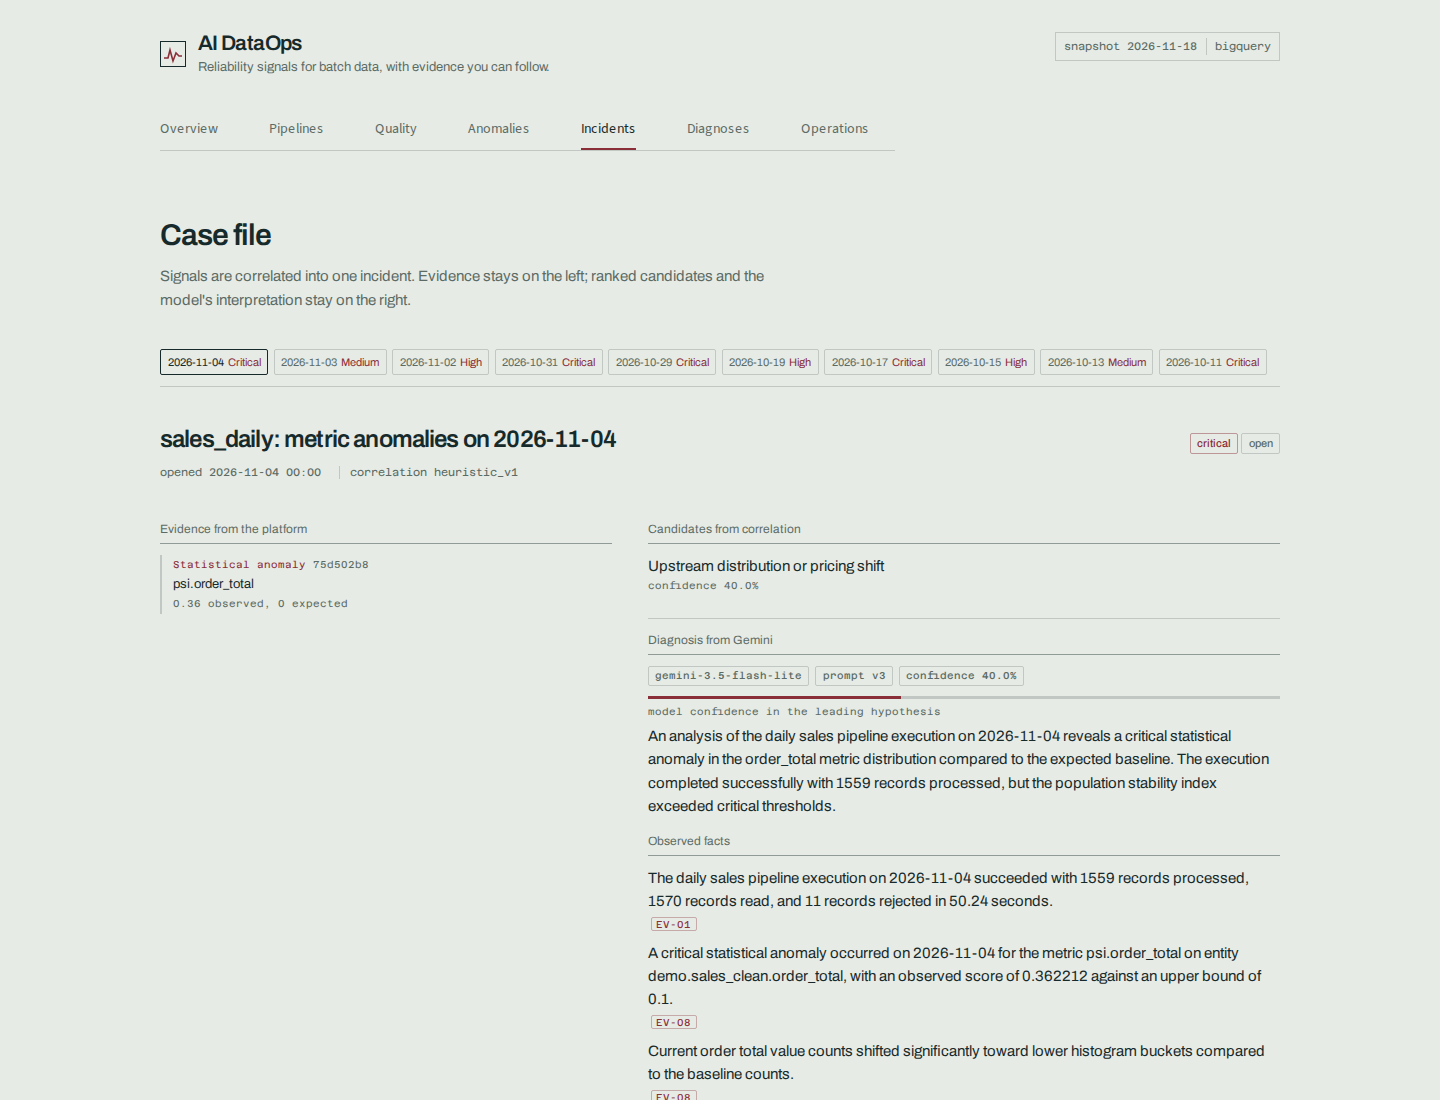 AI DataOps
Reliability signals for batch data, with evidence you can follow.
snapshot 2026-11-18 bigquery
Overview Pipelines Quality Anomalies Incidents Diagnoses Operations
Case file
Signals are correlated into one incident. Evidence stays on the left; ranked candidates and the
model's interpretation stay on the right.
2026-11-04 Critical 2026-11-03 Medium 2026-11-02 High 2026-10-31 Critical 2026-10-29 Critical 2026-10-19 High 2026-10-17 Critical 2026-10-15 High 2026-10-13 Medium 2026-10-11 Critical
sales_daily: metric anomalies on 2026-11-04
critical open
opened 2026-11-04 00:00 correlation heuristic_v1
Evidence from the platform
Statistical anomaly 75d502b8
psi.order_total
0.36 observed, 0 expected
Candidates from correlation
Upstream distribution or pricing shift
confidence 40.0%
Diagnosis from Gemini
gemini-3.5-flash-lite prompt v3 confidence 40.0%
model confidence in the leading hypothesis
An analysis of the daily sales pipeline execution on 2026-11-04 reveals a critical statistical
anomaly in the order_total metric distribution compared to the expected baseline. The execution
completed successfully with 1559 records processed, but the population stability index
exceeded critical thresholds.
Observed facts
The daily sales pipeline execution on 2026-11-04 succeeded with 1559 records processed,
1570 records read, and 11 records rejected in 50.24 seconds.
EV-01
A critical statistical anomaly occurred on 2026-11-04 for the metric psi.order_total on entity
demo.sales_clean.order_total, with an observed score of 0.362212 against an upper bound of
0.1.
EV-08
Current order total value counts shifted significantly toward lower histogram buckets compared
to the baseline counts.
EV-08